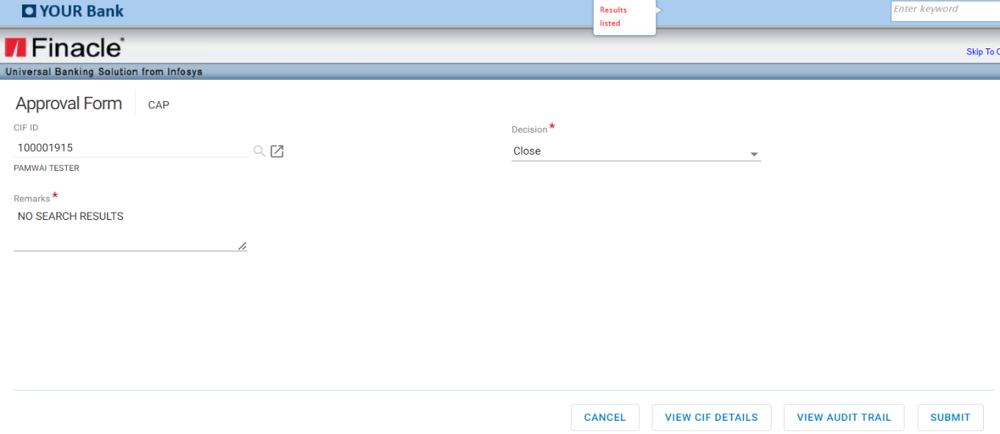 YOUR Bank
Results
listed
Enter keyword
Finacle
Skip To
Universal Banking Solution from Infosys
Approval Form
CAP
CIF ID
Decision *
100001915
Close
PAMWAI TESTER
Remarks *
NO SEARCH RESULTS
CANCEL
VIEW CIF DETAILS
VIEW AUDIT TRAIL
SUBMIT